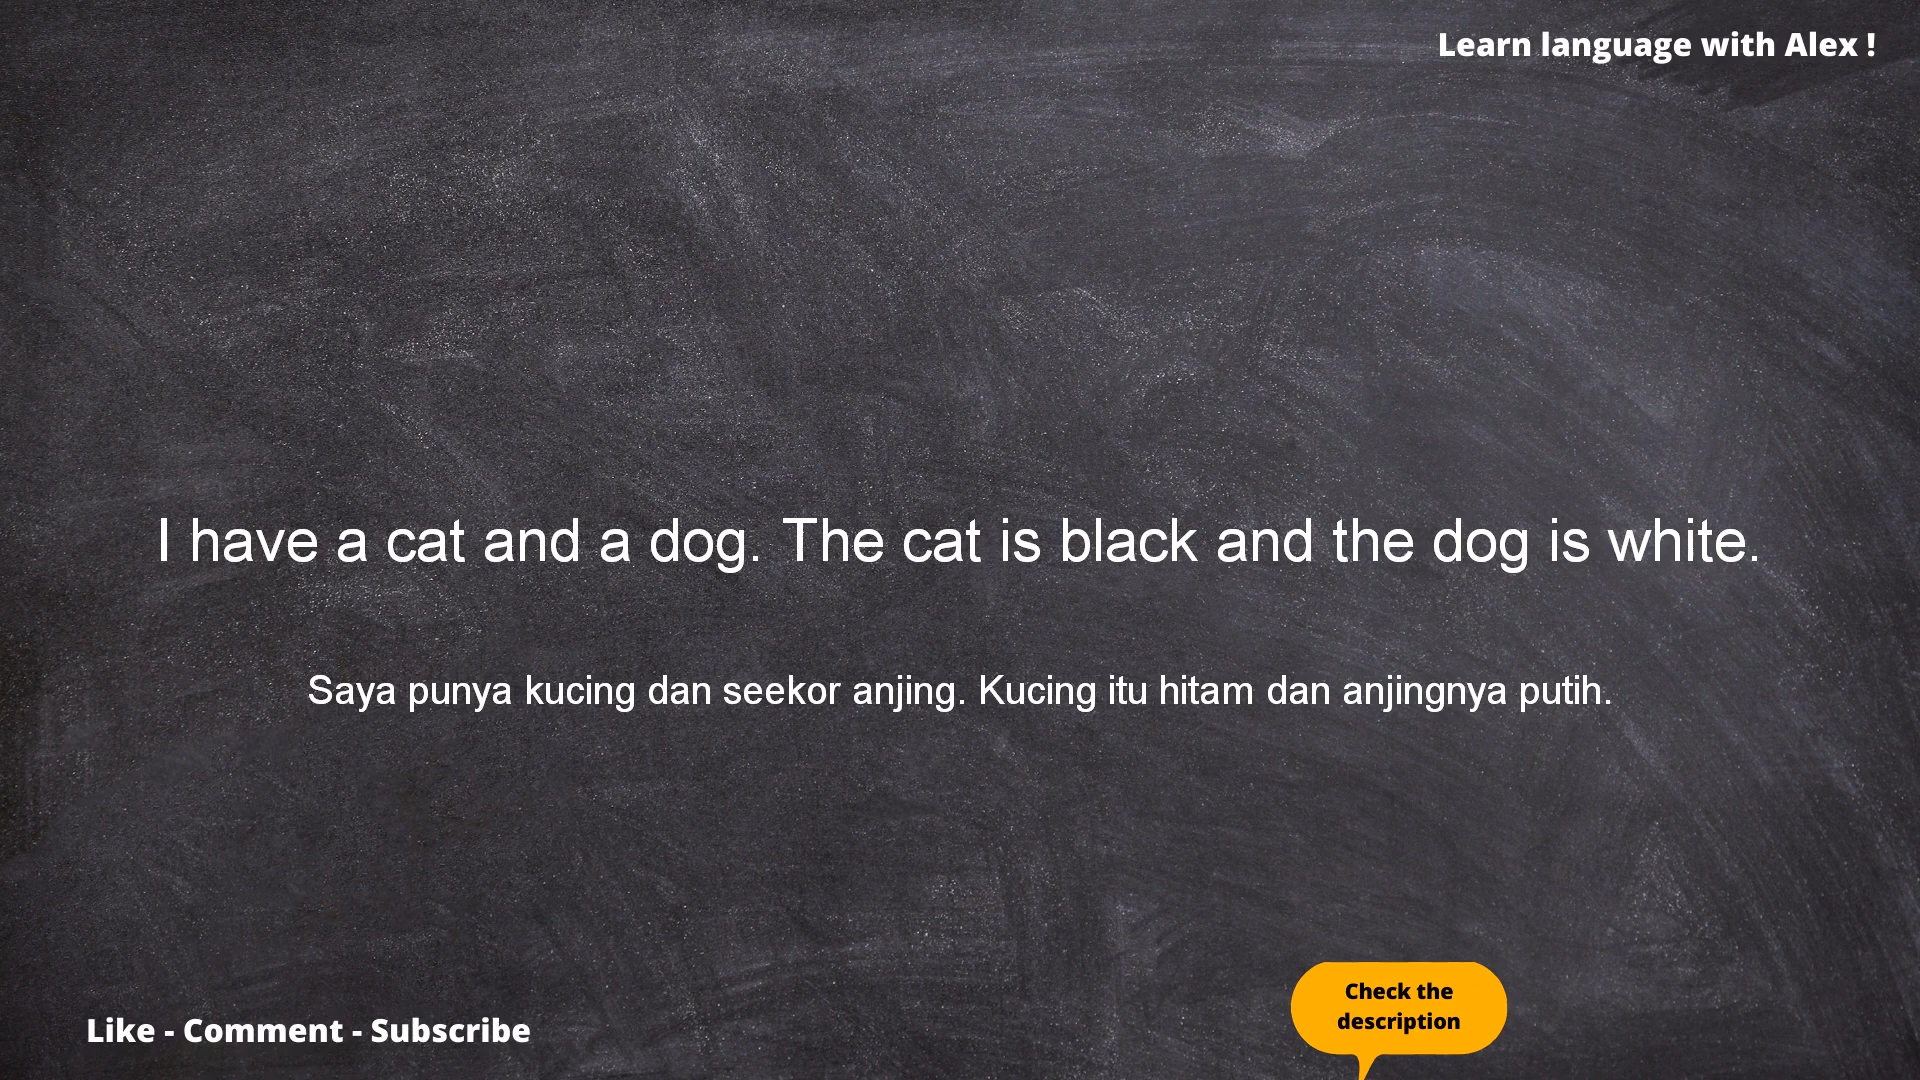 Learn language with Alex !
I have a cat and a dog. The cat is black and the dog is white.
Saya punya kucing dan seekor anjing. Kucing itu hitam dan anjingnya putih.
Check the
description
Like - Comment - Subscribe